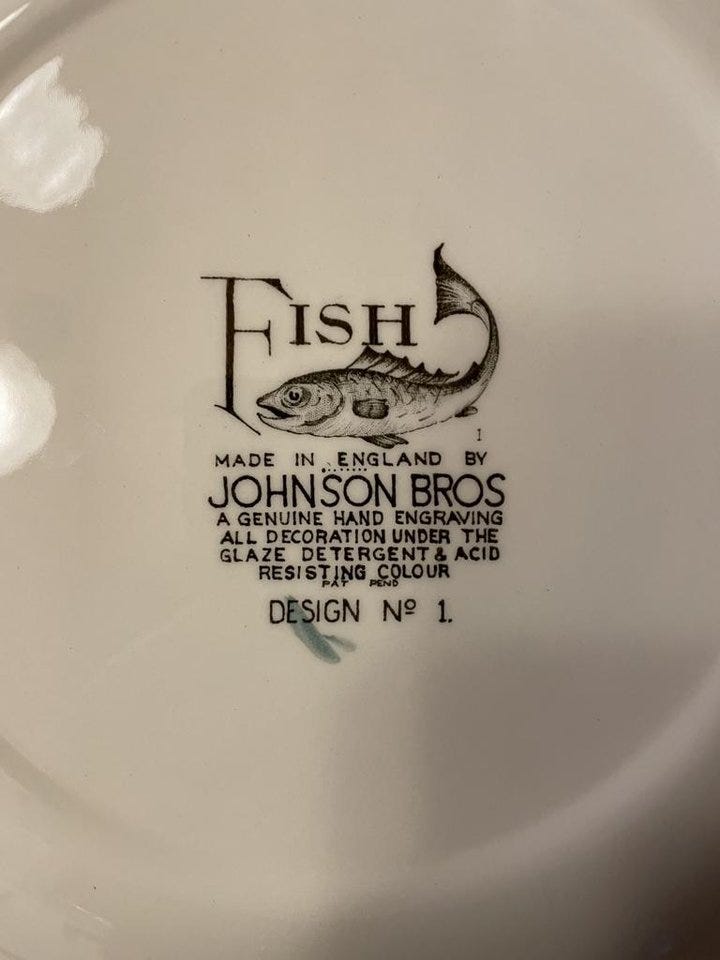 FISH
1
MADE IN ENGLAND BY
JOHNSON BROS
A GENUINE HAND ENGRAVING
ALL DECORATION UNDER THE
GLAZE DETERGENT & ACID
RESISTING COLOUR
PAT PEND
DESIGN Nº 1.